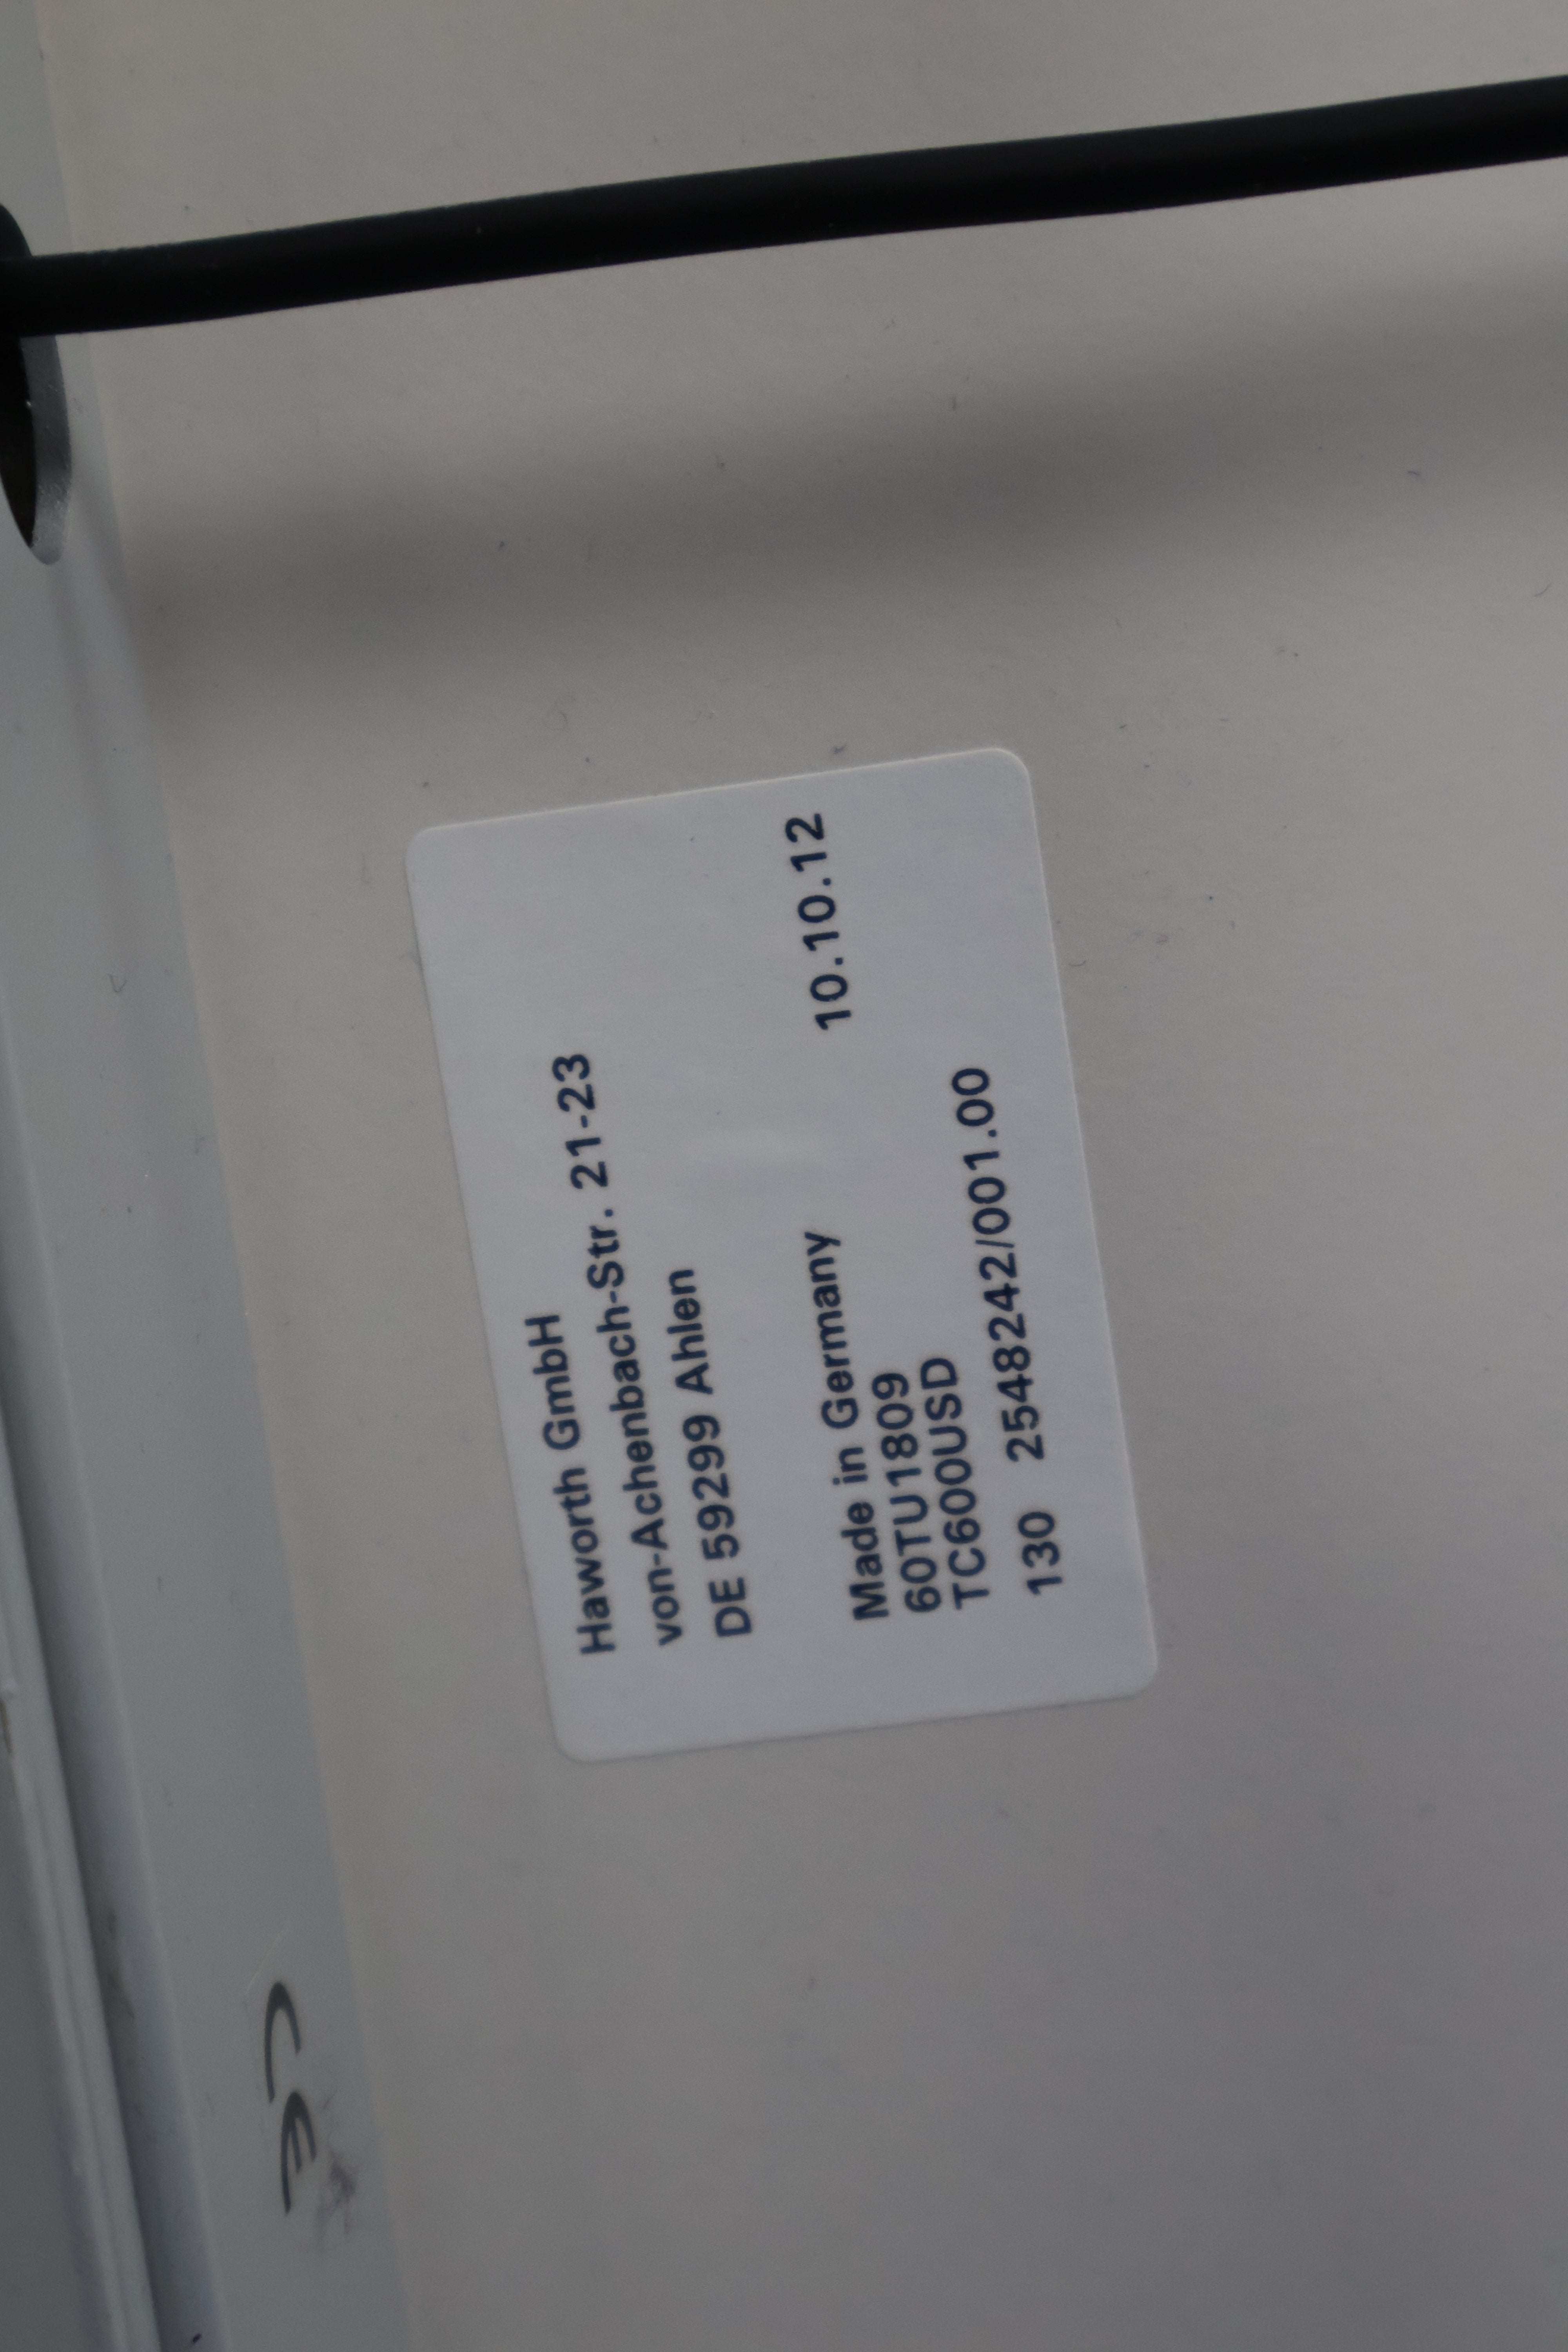 Haworth GmbH
von-Achenbach-Str. 21-23
DE 59299 Ahlen
Made in Germany 10.10.12
60TU1809
TC600USD
130 2548242/001.00
CE